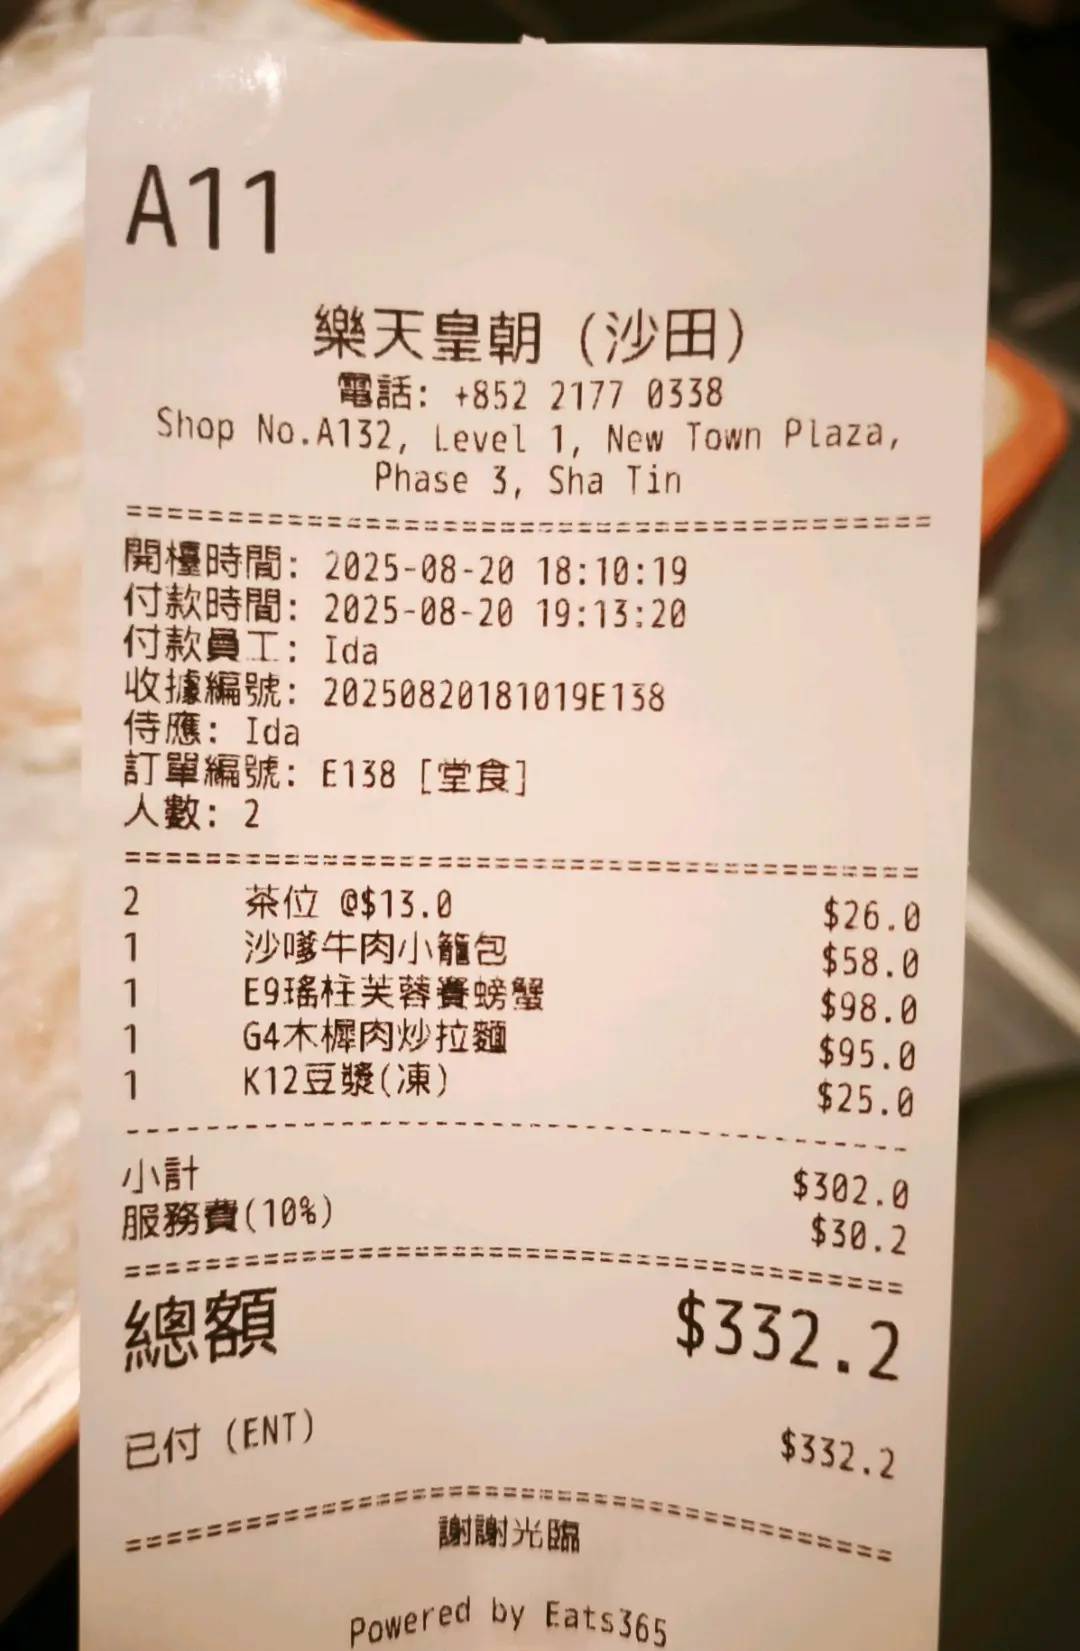 A11
樂天皇朝 (沙田)
電話: +852 2177 0338
Shop No.A132, Level 1, New Town Plaza,
Phase 3, Sha Tin
開檯時間: 2025-08-20 18:10:19
付款時間: 2025-08-20 19:13:20
付款員工: Ida
收據編號: 20250820181019E138
侍應: Ida
訂單編號: E138 [堂食]
人數: 2
2 茶位 @$13.0 $26.0
1 沙嗲牛肉小籠包 $58.0
1 E9瑤柱芙蓉賽螃蟹 $98.0
1 G4木樨肉炒拉麵 $95.0
1 K12豆漿(凍) $25.0
小計 $302.0
服務費(10%) $30.2
總額 $332.2
已付 (ENT) $332.2
謝謝光臨
Powered by Eats365